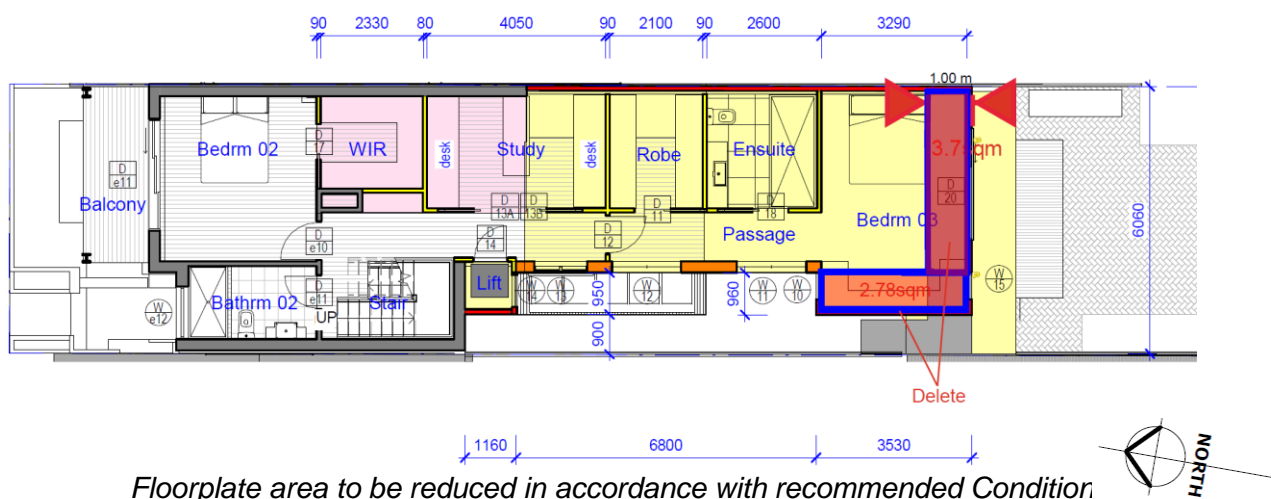 90 2330 80 4050 90 2100 90 2600 3290
1.00 m
Bedrm 02
D
17
WIR
desk
Study
desk
Robe
Ensuite
3.7sqm
D
e11
Balcony
D
13A
D
13B
D
11
D
18
D
20
Bedrm 03
6060
D
e10
D
14
D
12
Passage
W
e12
Bathrm 02
D
e11
UP
Stair
Lift
W
14
W
13
950
W
12
960
W
11
W
10
2.78sqm
W
15
900
Delete
1160 6800 3530
NORTH
Floorplate area to be reduced in accordance with recommended Condition